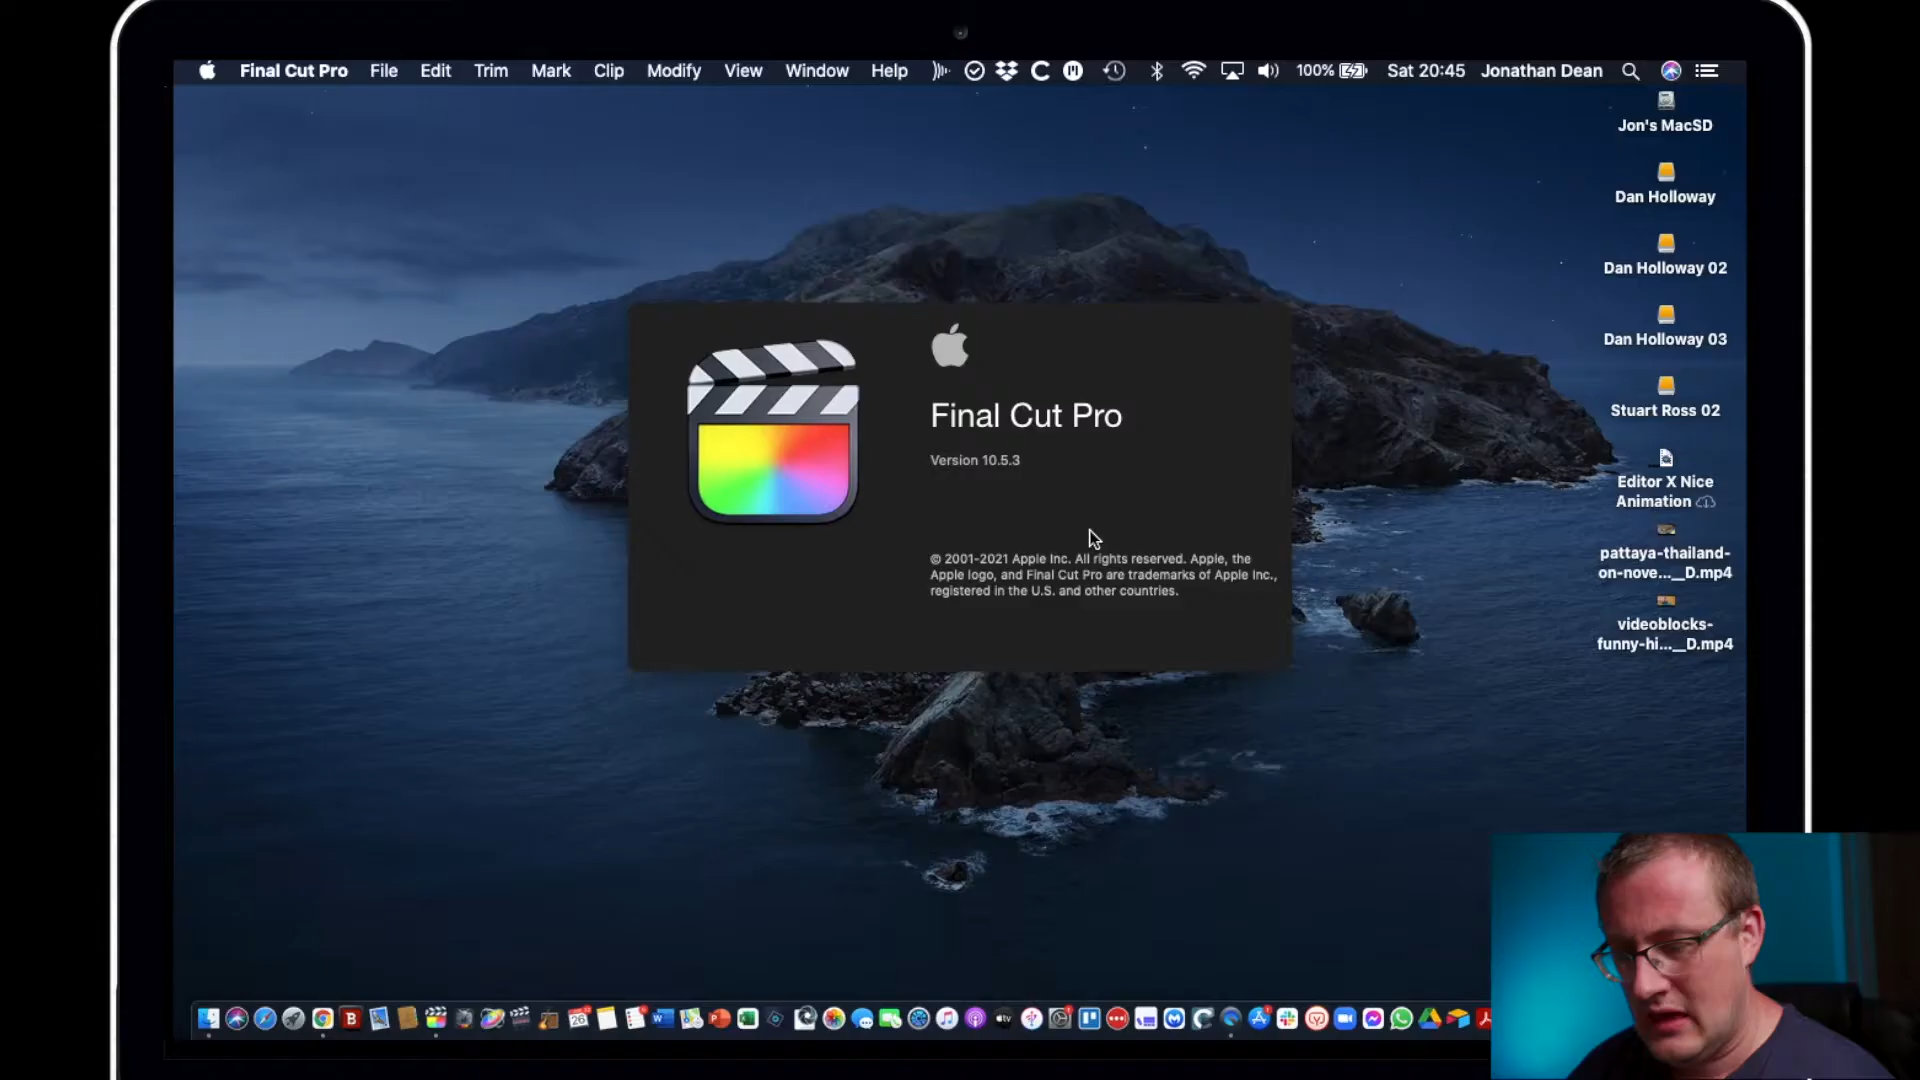 Final Cut Pro File Edit Trim Mark Clip Modify View Window Help 100% Sat 20:45 Jonathan Dean
Jon's MacSD
Dan Holloway
Dan Holloway 02
Dan Holloway 03
Stuart Ross 02
Editor X Nice
Animation
pattaya-thailand-
on-nove...__D.mp4
videoblocks-
funny-hi...__D.mp4
Final Cut Pro
Version 10.5.3
© 2001-2021 Apple Inc. All rights reserved. Apple, the
Apple logo, and Final Cut Pro are trademarks of Apple Inc.,
registered in the U.S. and other countries.